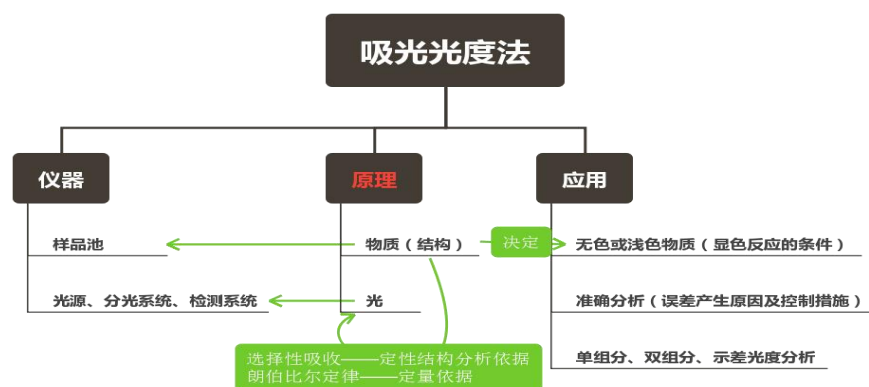 吸光光度法
仪器
原理
应用
样品池
物质（结构）
决定
无色或浅色物质（显色反应的条件）
光源、分光系统、检测系统
光
准确分析（误差产生原因及控制措施）
选择性吸收——定性结构分析依据
朗伯比尔定律——定量依据
单组分、双组分、示差光度分析